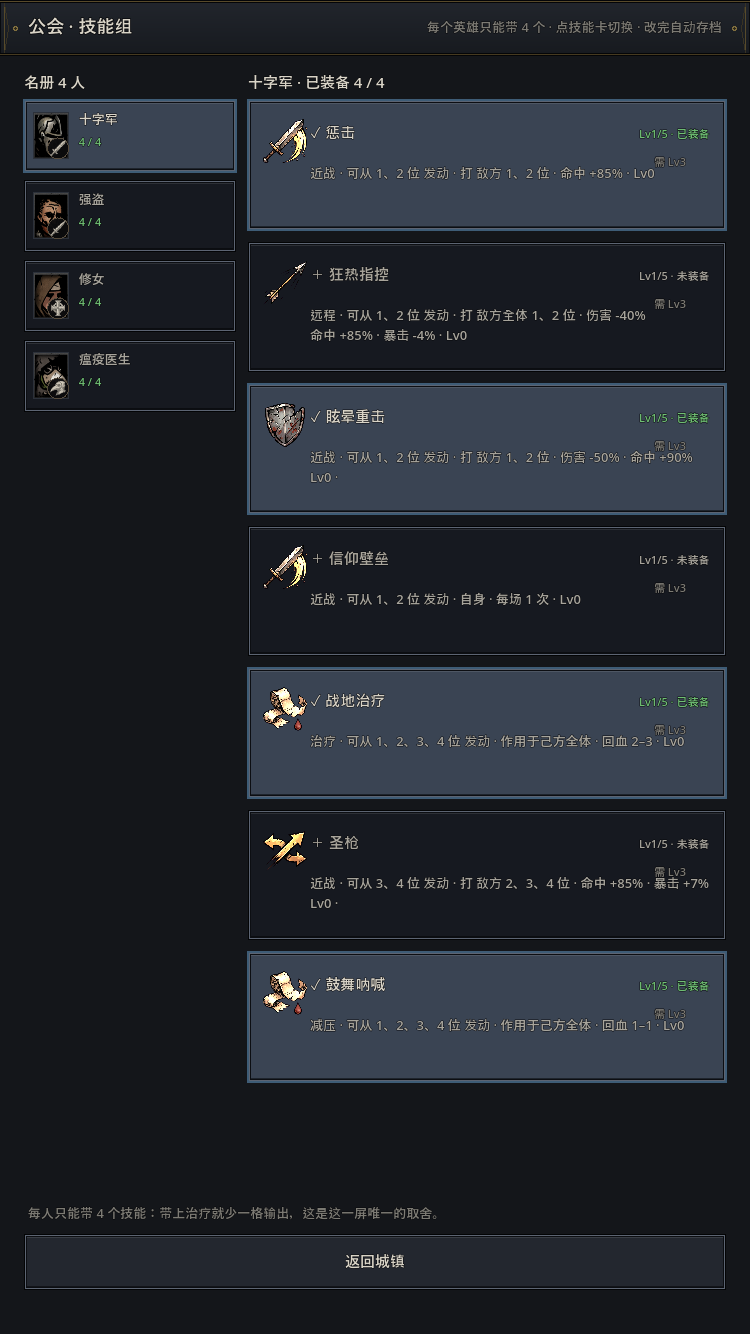 公会 · 技能组
每个英雄只能带 4 个 · 点技能卡切换 · 改完自动存档
名册 4 人
十字军
4 / 4
强盗
4 / 4
修女
4 / 4
瘟疫医生
4 / 4
十字军 · 已装备 4 / 4
✓ 惩击
Lv1/5 · 已装备
需 Lv3
近战 · 可从 1、2 位 发动 · 打 敌方 1、2 位 · 命中 +85% · Lv0
+ 狂热指控
Lv1/5 · 未装备
需 Lv3
远程 · 可从 1、2 位 发动 · 打 敌方全体 1、2 位 · 伤害 -40%
命中 +85% · 暴击 -4% · Lv0
✓ 眩晕重击
Lv1/5 · 已装备
需 Lv3
近战 · 可从 1、2 位 发动 · 打 敌方 1、2 位 · 伤害 -50% · 命中 +90%
Lv0 ·
+ 信仰壁垒
Lv1/5 · 未装备
需 Lv3
近战 · 可从 1、2 位 发动 · 自身 · 每场 1 次 · Lv0
✓ 战地治疗
Lv1/5 · 已装备
需 Lv3
治疗 · 可从 1、2、3、4 位 发动 · 作用于己方全体 · 回血 2–3 · Lv0
+ 圣枪
Lv1/5 · 未装备
需 Lv3
近战 · 可从 3、4 位 发动 · 打 敌方 2、3、4 位 · 命中 +85% · 暴击 +7%
Lv0 ·
✓ 鼓舞呐喊
Lv1/5 · 已装备
需 Lv3
减压 · 可从 1、2、3、4 位 发动 · 作用于己方全体 · 回血 1–1 · Lv0
每人只能带 4 个技能：带上治疗就少一格输出，这是这一屏唯一的取舍。
返回城镇